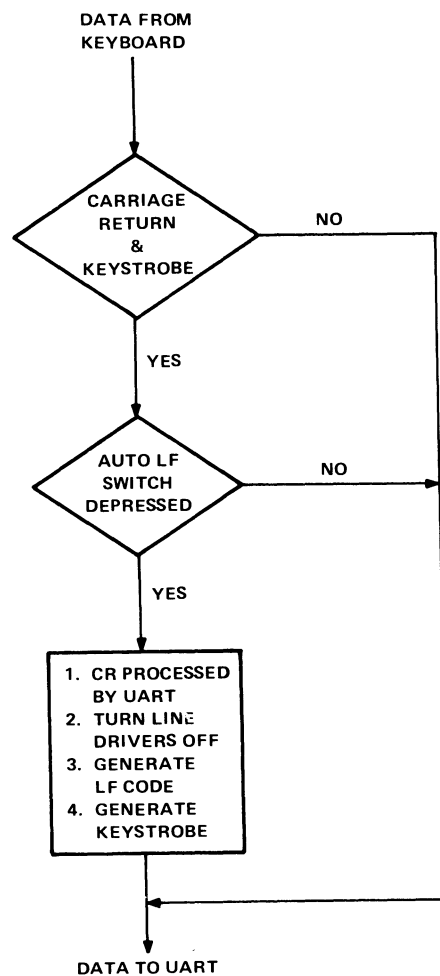 DATA FROM
KEYBOARD
CARRIAGE
RETURN
&
KEYSTROBE
NO
YES
AUTO LF
SWITCH
DEPRESSED
NO
YES
1. CR PROCESSED
BY UART
2. TURN LINE
DRIVERS OFF
3. GENERATE
LF CODE
4. GENERATE
KEYSTROBE
DATA TO UART